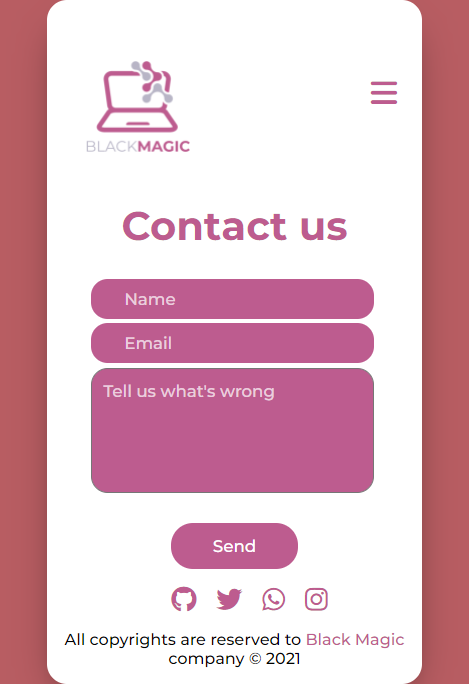 BLACKMAGIC
Contact us
Name
Email
Tell us what's wrong
Send
All copyrights are reserved to Black Magic
company © 2021